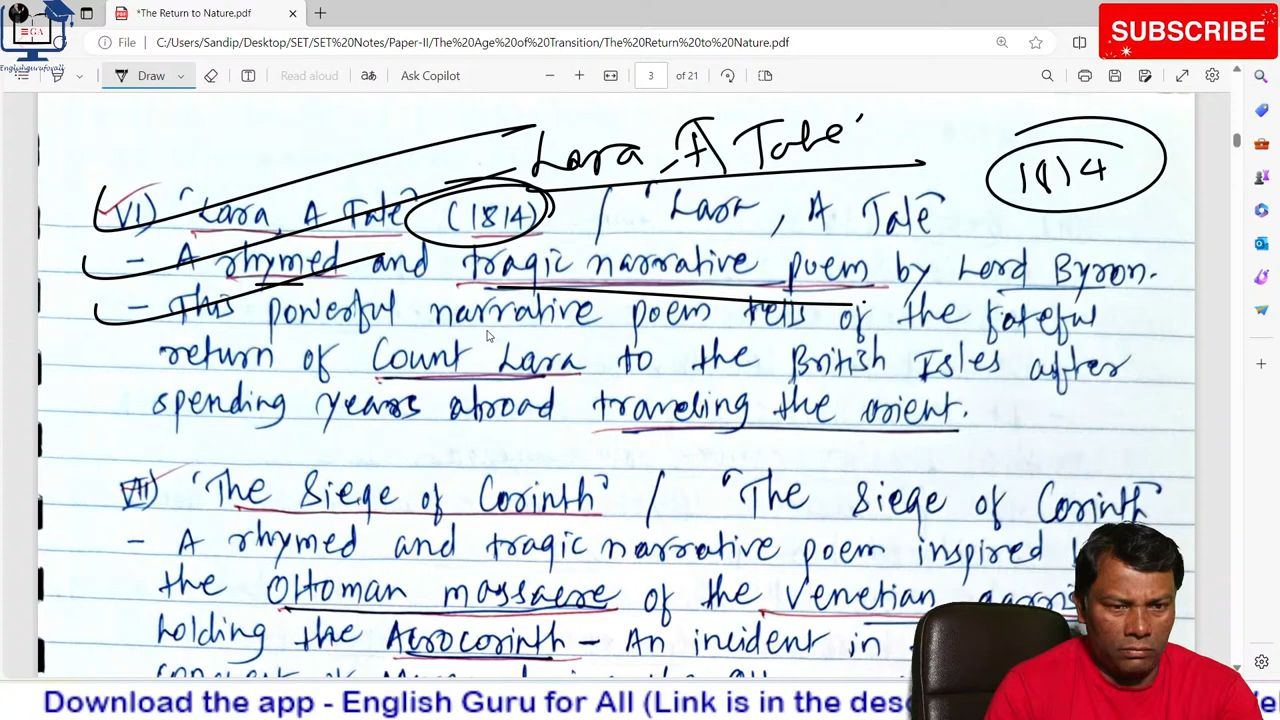 *The Return to Nature.pdf
SUBSCRIBE
EGA
Englishguruforall
File C:/Users/Sandip/Desktop/SET/SET%20Notes/Paper-II/The%20Age%20of%20Transition/The%20Return%20to%20Nature.pdf
Draw Read aloud Ask Copilot 3 of 21
Lara, A Tale 1814
VI) 'Lara, A Tale' (1814) / 'Lara, A Tale'
- A rhymed and tragic narrative poem by Lord Byron.
- This powerful narrative poem tells of the fateful
return of Count Lara to the British Isles after
spending years abroad traveling the orient.
VII) 'The Siege of Corinth' / 'The Siege of Corinth'
- A rhymed and tragic narrative poem inspired
the Ottoman massacre of the Venetian
holding the Acrocorinth - An incident in
Download the app - English Guru for All (Link is in the des